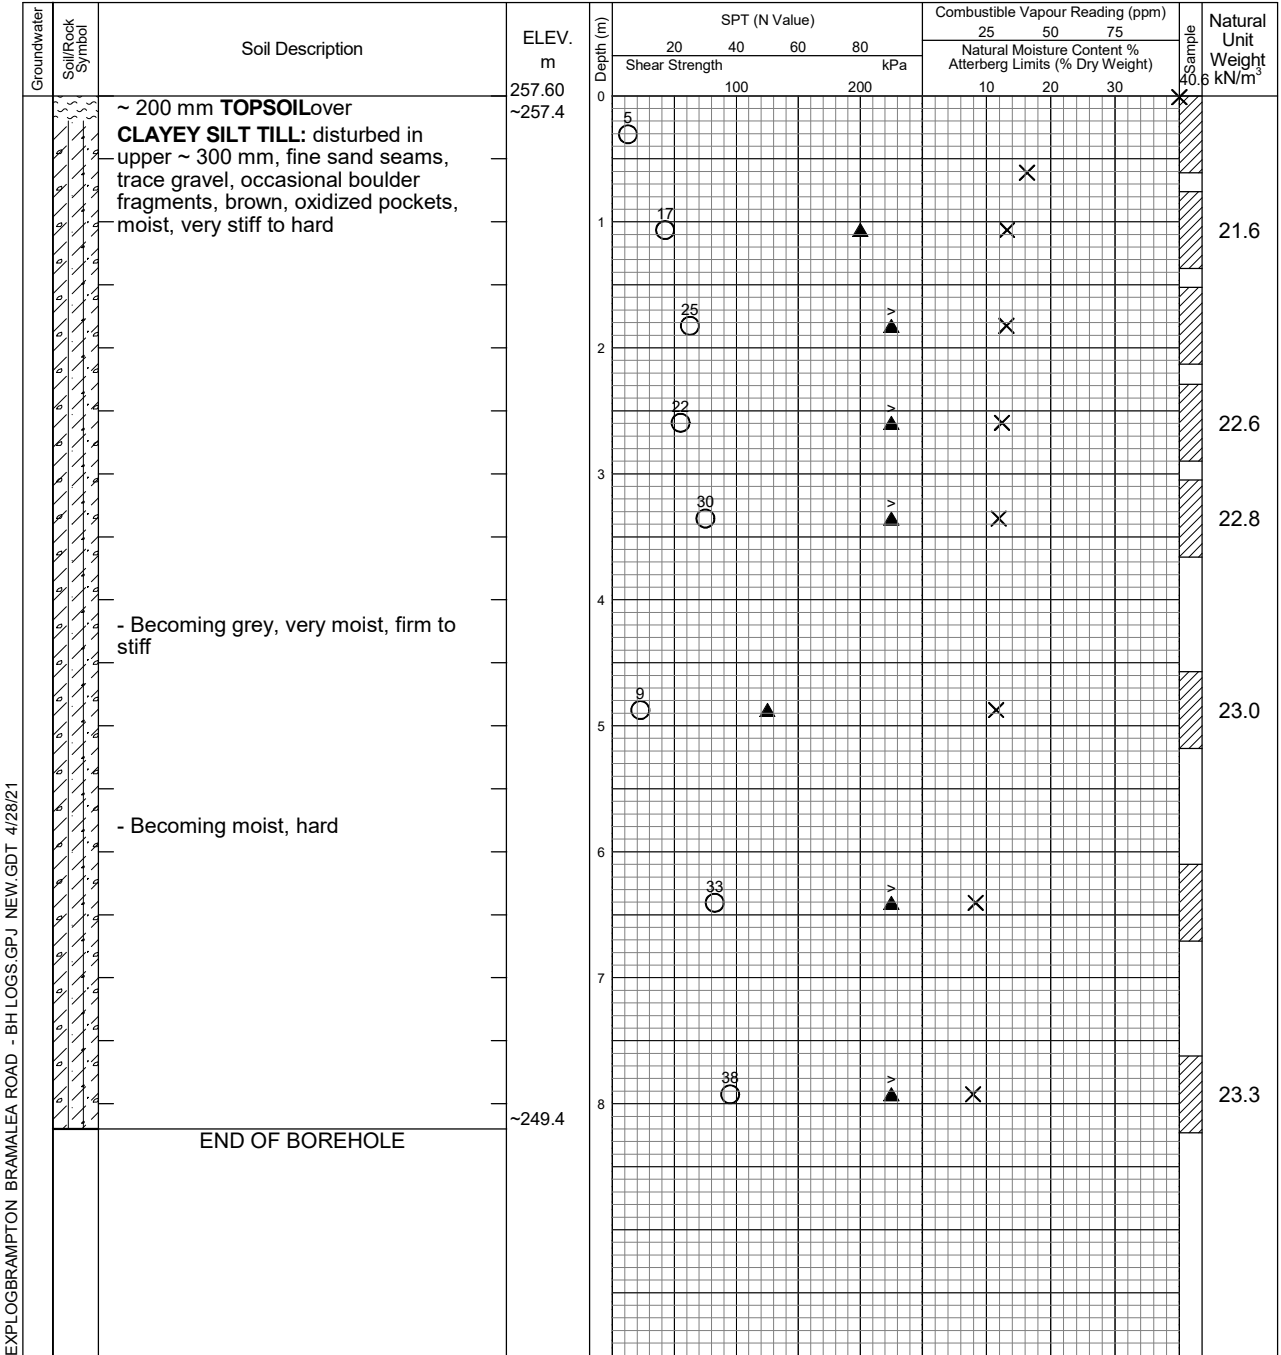 Groundwater
Soil/Rock
Symbol
Soil Description
ELEV.
m
257.60
Depth (m)
SPT (N Value)
20 40 60 80
Shear Strength kPa
100 200
Combustible Vapour Reading (ppm)
25 50 75
Natural Moisture Content %
Atterberg Limits (% Dry Weight)
10 20 30
40.6
Sample
Natural
Unit
Weight
kN/m³
0
~ 200 mm TOPSOILover
~257.4
CLAYEY SILT TILL: disturbed in
upper ~ 300 mm, fine sand seams,
trace gravel, occasional boulder
fragments, brown, oxidized pockets,
moist, very stiff to hard
5
1
17
21.6
25
>
2
22
>
22.6
3
30
>
22.8
4
- Becoming grey, very moist, firm to
stiff
9
23.0
5
- Becoming moist, hard
6
33
>
7
38
>
23.3
8
~249.4
END OF BOREHOLE
EXPLOGBRAMPTON BRAMALEA ROAD - BH LOGS.GPJ NEW.GDT 4/28/21